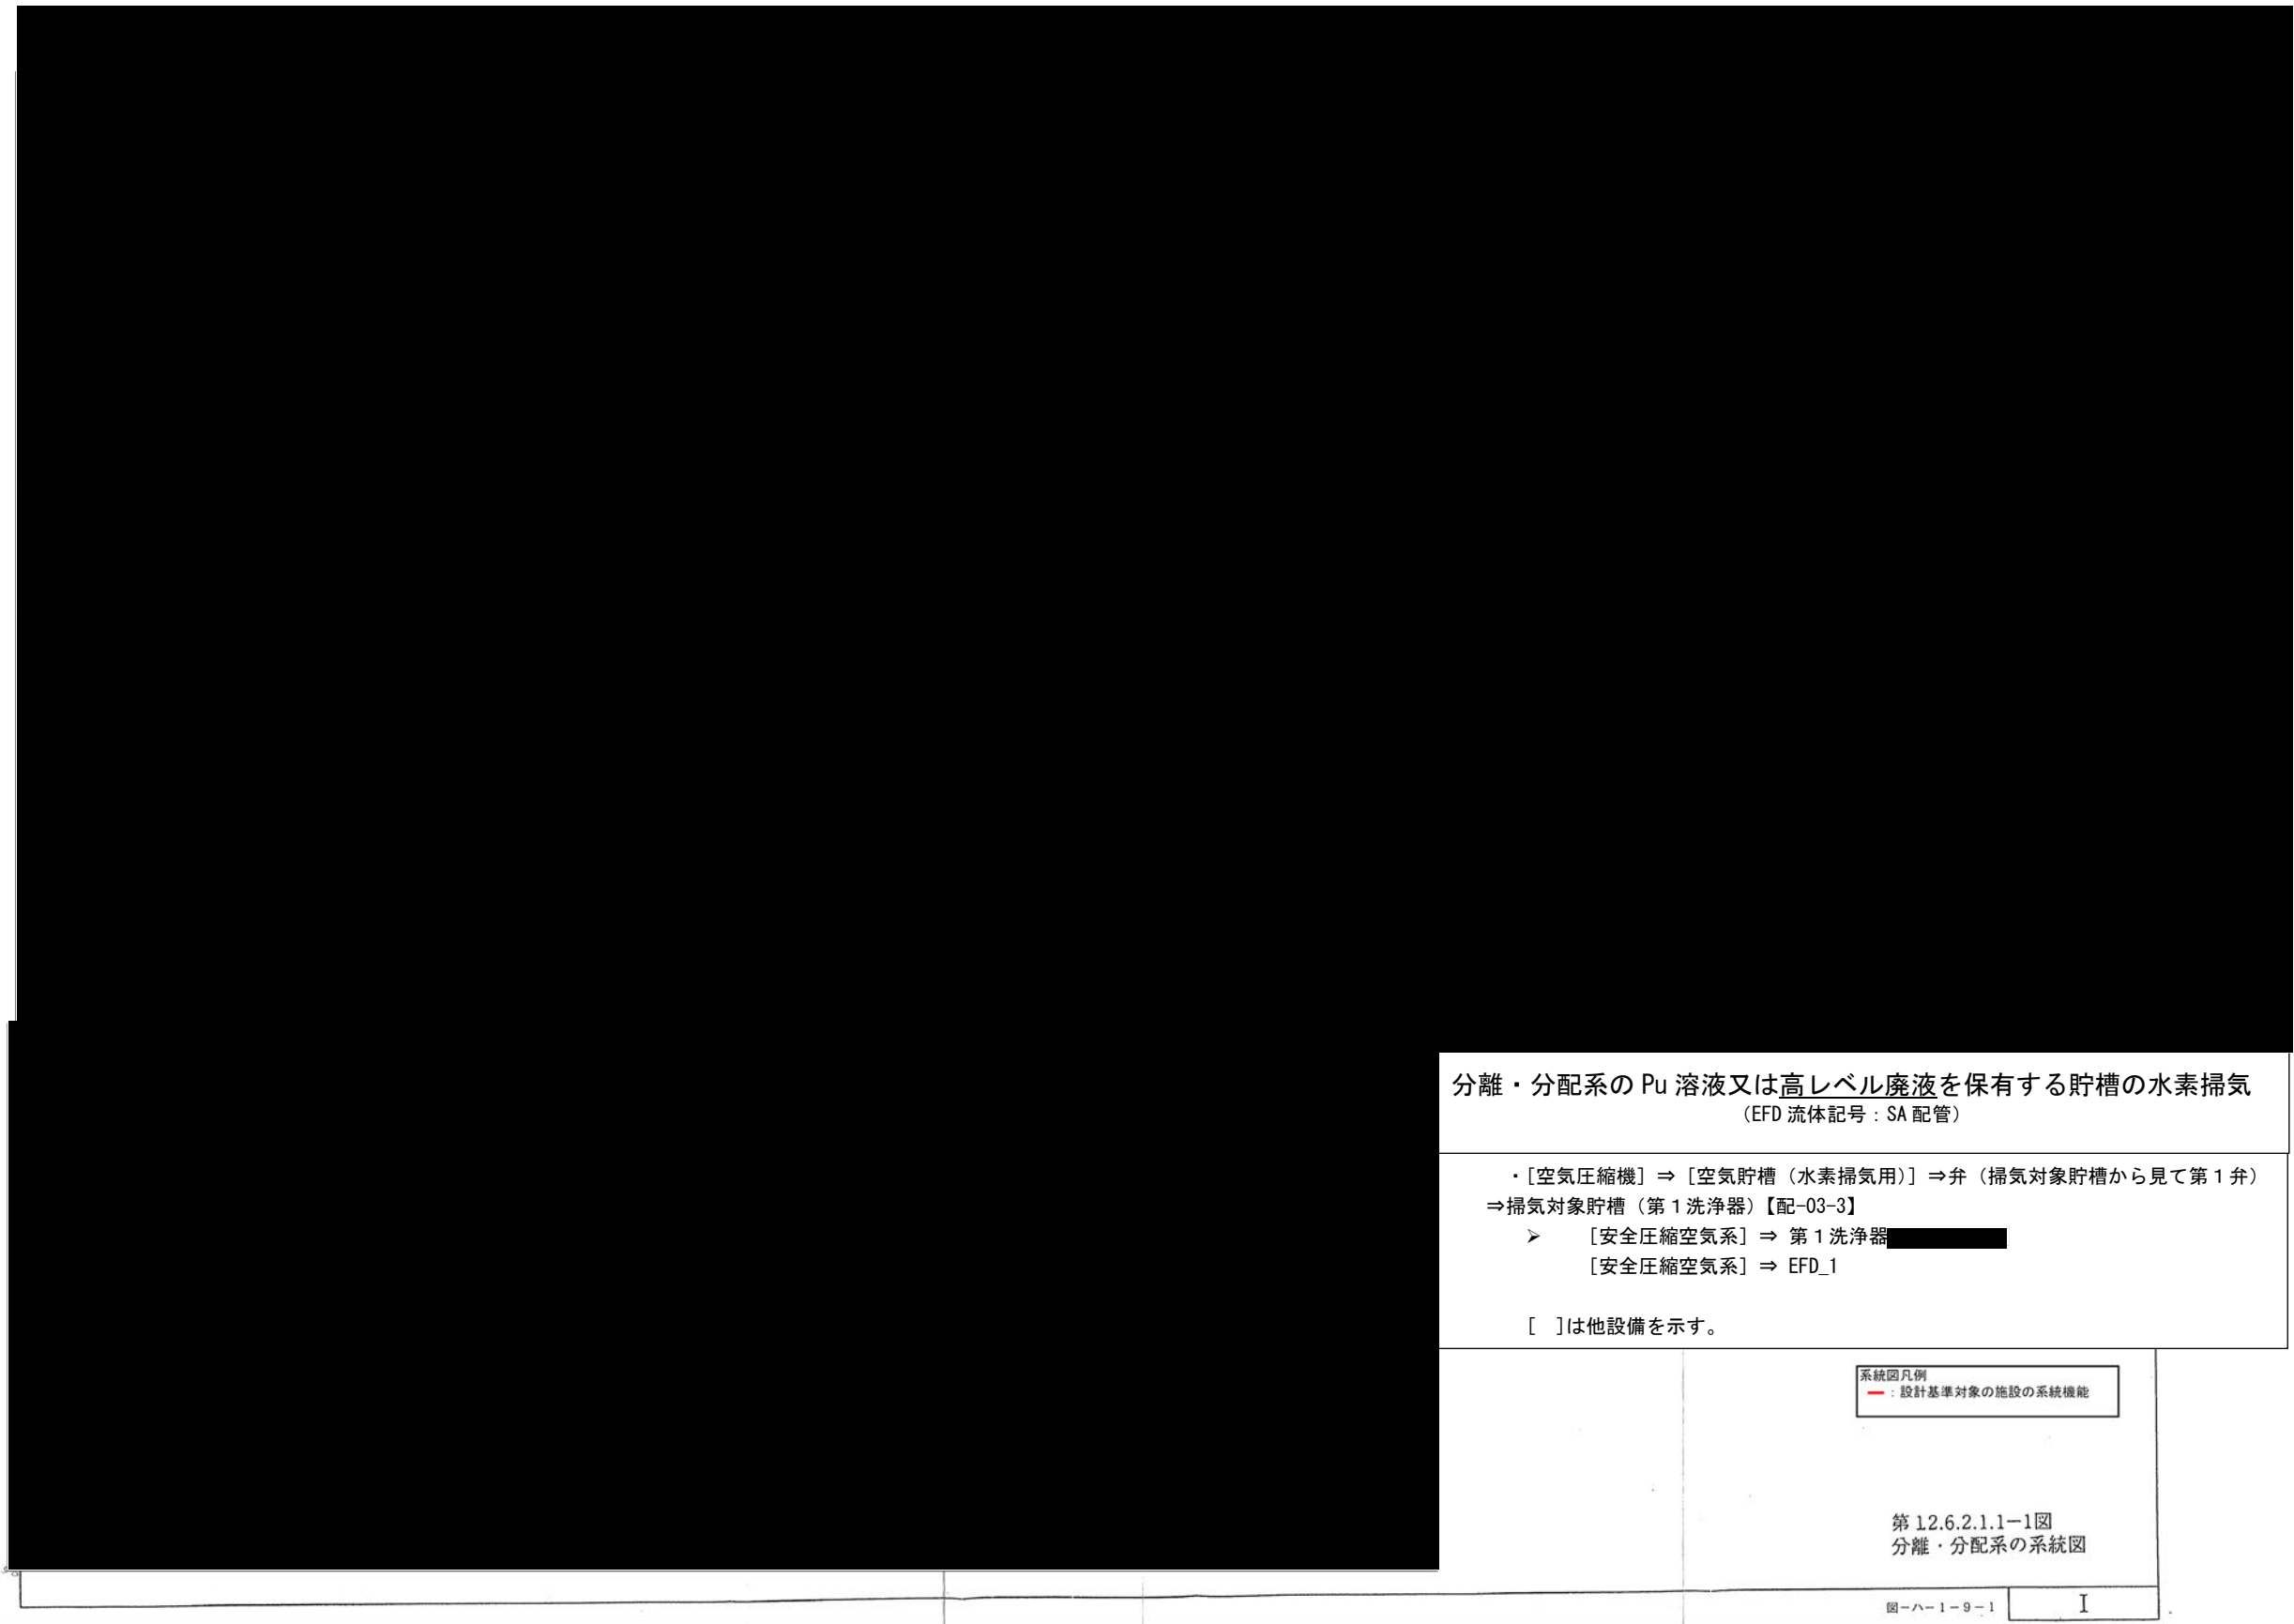 分離・分配系の Pu 溶液又は高レベル廃液を保有する貯槽の水素掃気
（EFD 流体記号：SA 配管）
・[空気圧縮機] ⇒ [空気貯槽（水素掃気用)] ⇒弁（掃気対象貯槽から見て第１弁）
⇒掃気対象貯槽（第１洗浄器）【配-03-3】
➢ [安全圧縮空気系] ⇒ 第１洗浄器
[安全圧縮空気系] ⇒ EFD_1
[ ]は他設備を示す。
系統図凡例
━：設計基準対象の施設の系統機能
第 12.6.2.1.1－1図
分離・分配系の系統図
図－ハ－１－９－１ I